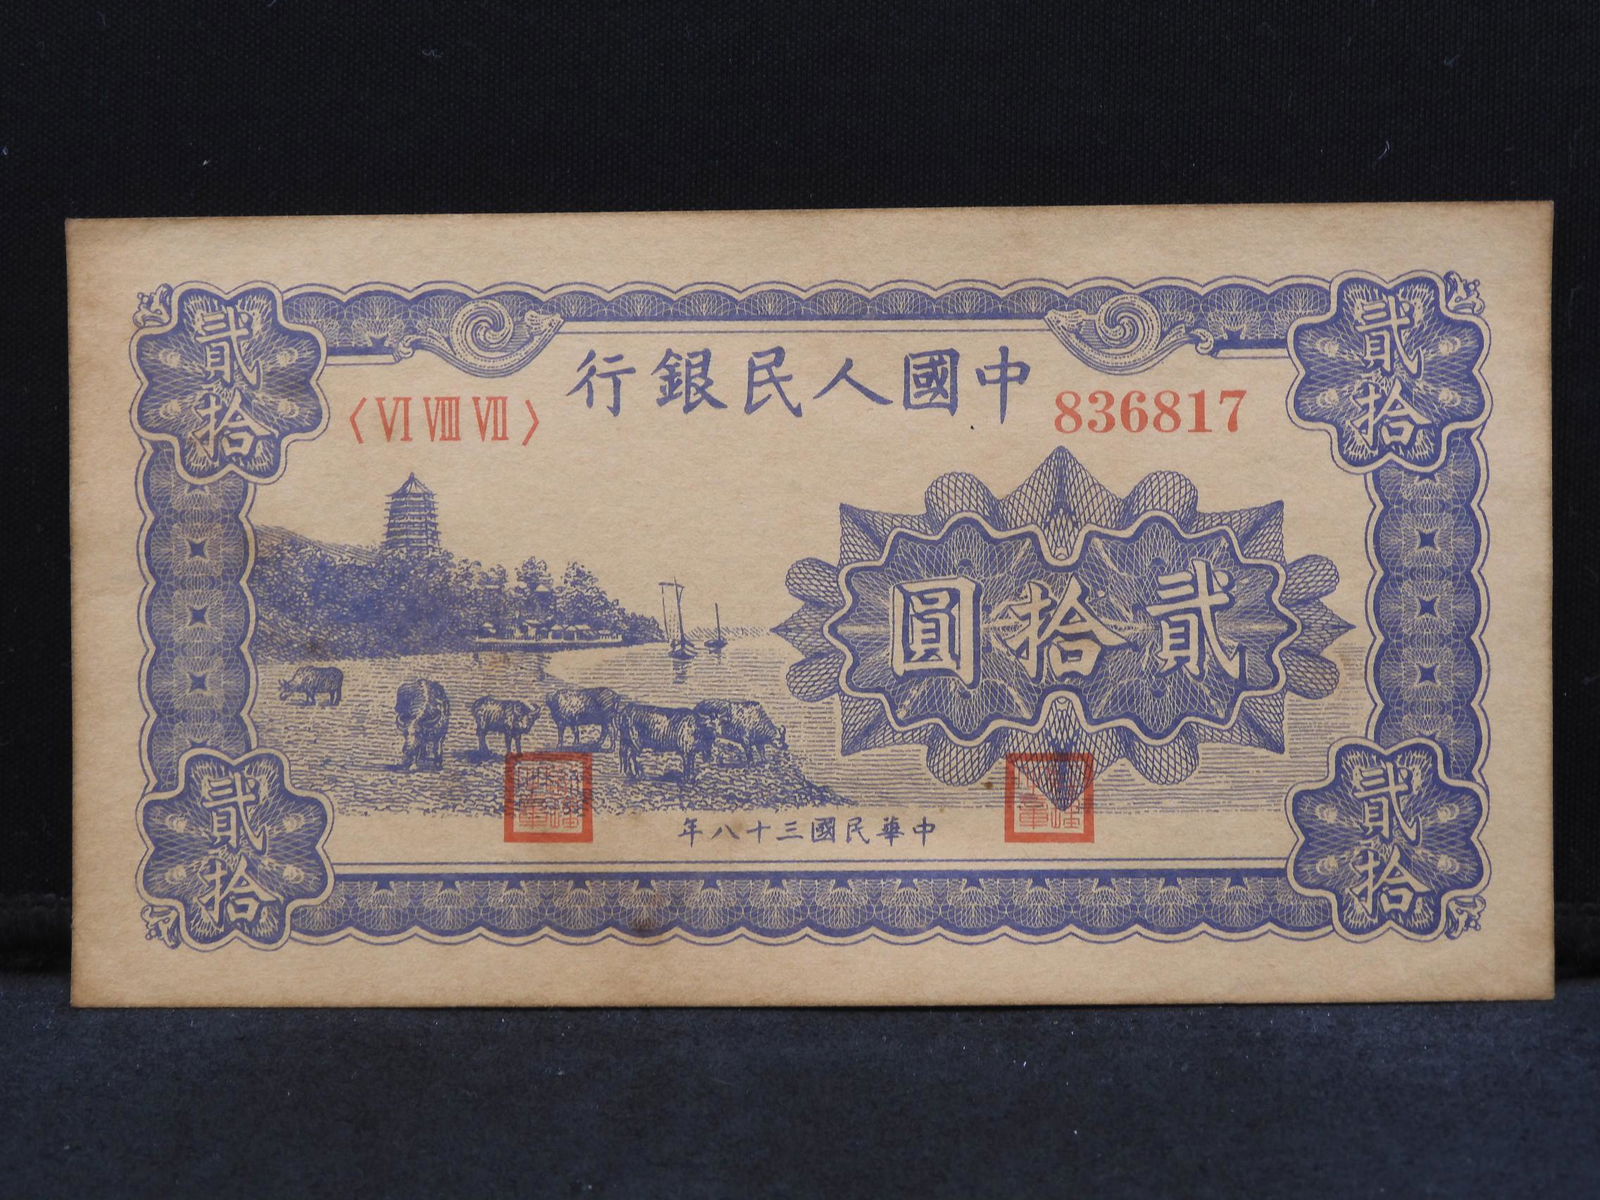 中國人民銀行
〈VI VIII VII〉
836817
貳拾
貳拾
貳拾圓
貳拾
貳拾
中華民國三十八年